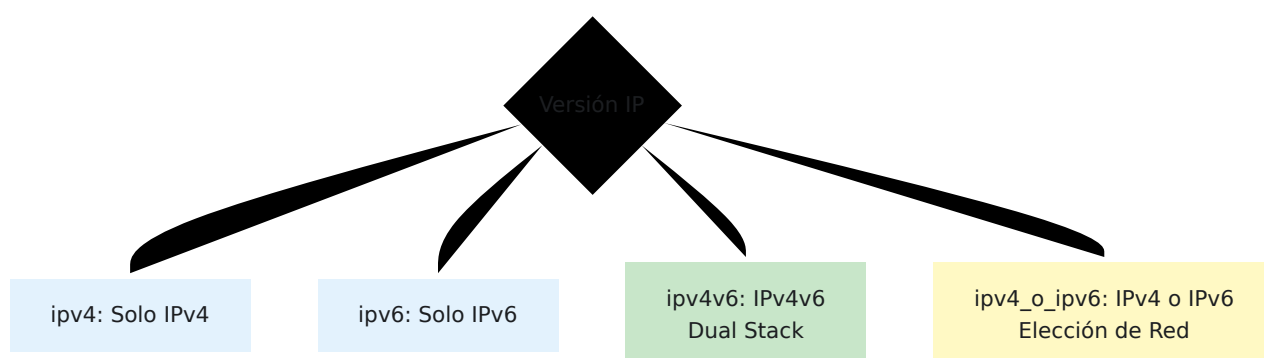 Versión IP
ipv4: Solo IPv4
ipv6: Solo IPv6
ipv4v6: IPv4v6
Dual Stack
ipv4_o_ipv6: IPv4 o IPv6
Elección de Red